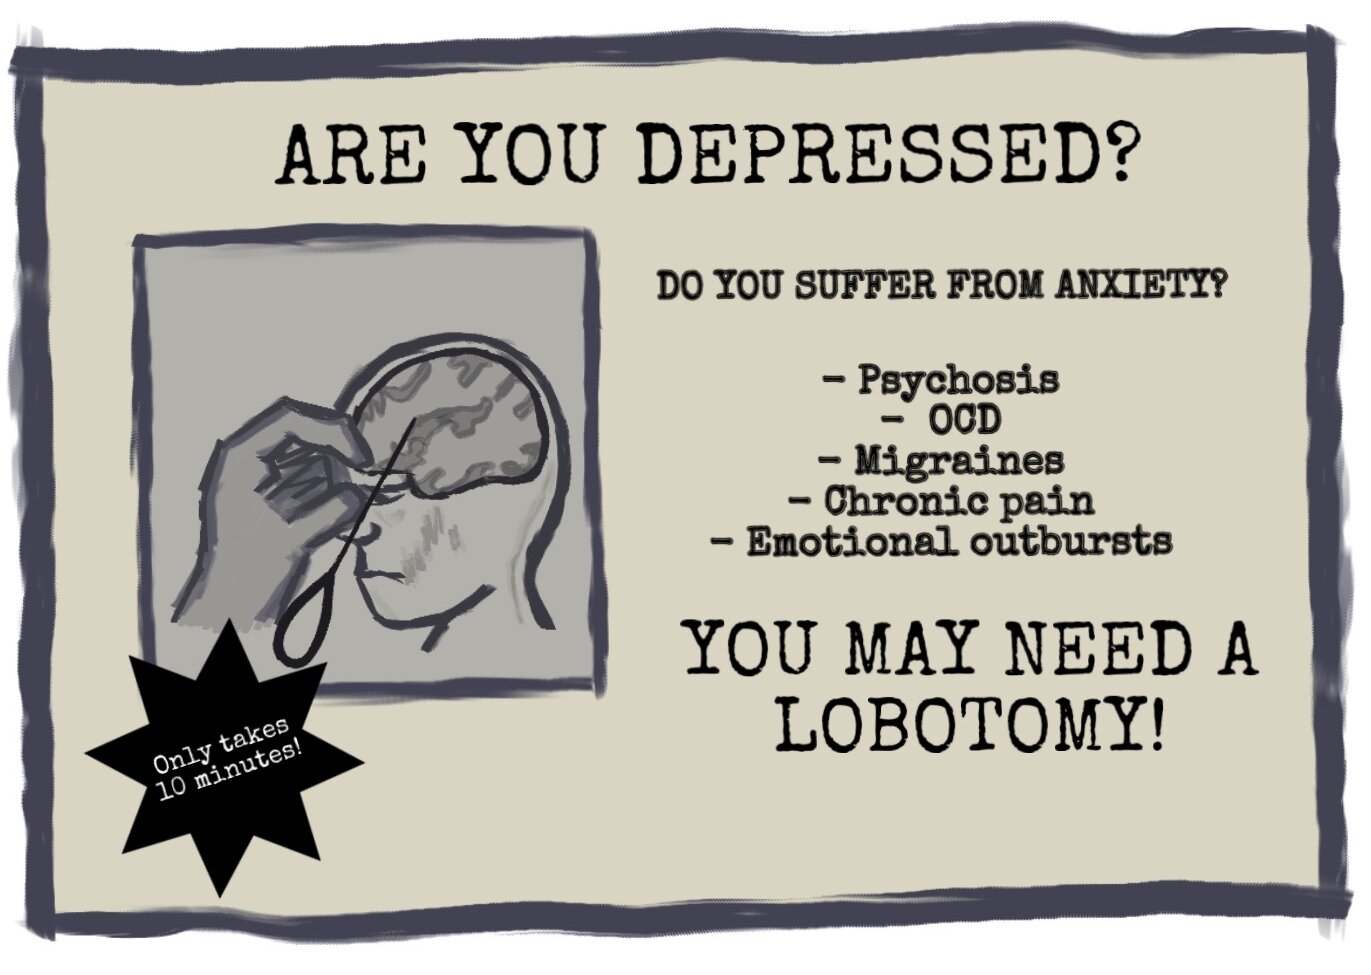 ARE YOU DEPRESSED?
DO YOU SUFFER FROM ANXIETY?
- Psychosis
- OCD
- Migraines
- Chronic pain
- Emotional outbursts
YOU MAY NEED A
LOBOTOMY!
Only takes
10 minutes!